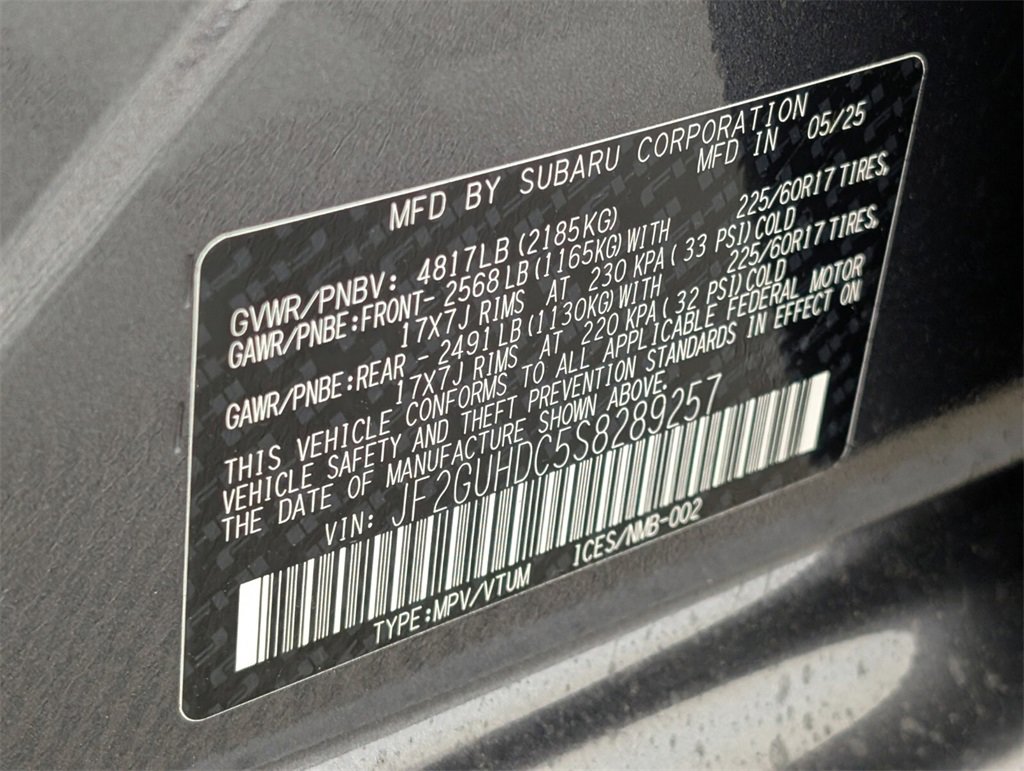 MFD BY SUBARU CORPORATION
MFD IN 05/25
GVWR/PNBV: 4817LB (2185KG)
GAWR/PNBE:FRONT- 2568LB (1165KG) WITH 225/60R17 TIRES,
17X7J RIMS AT 230 KPA ( 33 PSI) COLD
GAWR/PNBE:REAR - 2491LB (1130KG) WITH 225/60R17 TIRES,
17X7J RIMS AT 220 KPA ( 32 PSI) COLD
THIS VEHICLE CONFORMS TO ALL APPLICABLE FEDERAL MOTOR
VEHICLE SAFETY AND THEFT PREVENTION STANDARDS IN EFFECT ON
THE DATE OF MANUFACTURE SHOWN ABOVE.
VIN: JF2GUHDC5S8289257
TYPE:MPV/VTUM ICES/NMB-002